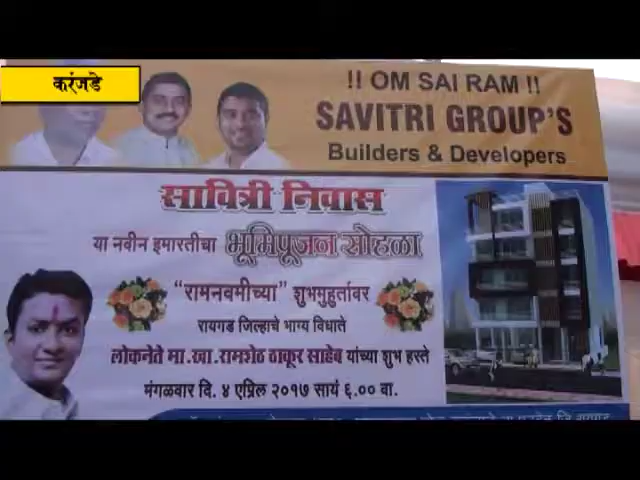 करंजडे
!! OM SAI RAM !!
SAVITRI GROUP'S
Builders & Developers
सावित्री निवास
या नवीन इमारतीचा भूमिपूजन सोहळा
"रामनवमीच्या" शुभमुहुर्तावर
रायगड जिल्हाचे भाग्य विधाते
लोकनेते मा.खा.रामशेठ ठाकूर साहेब यांच्या शुभ हस्ते
मंगळवार दि. ४ एप्रिल २०१७ सायं ६.०० वा.